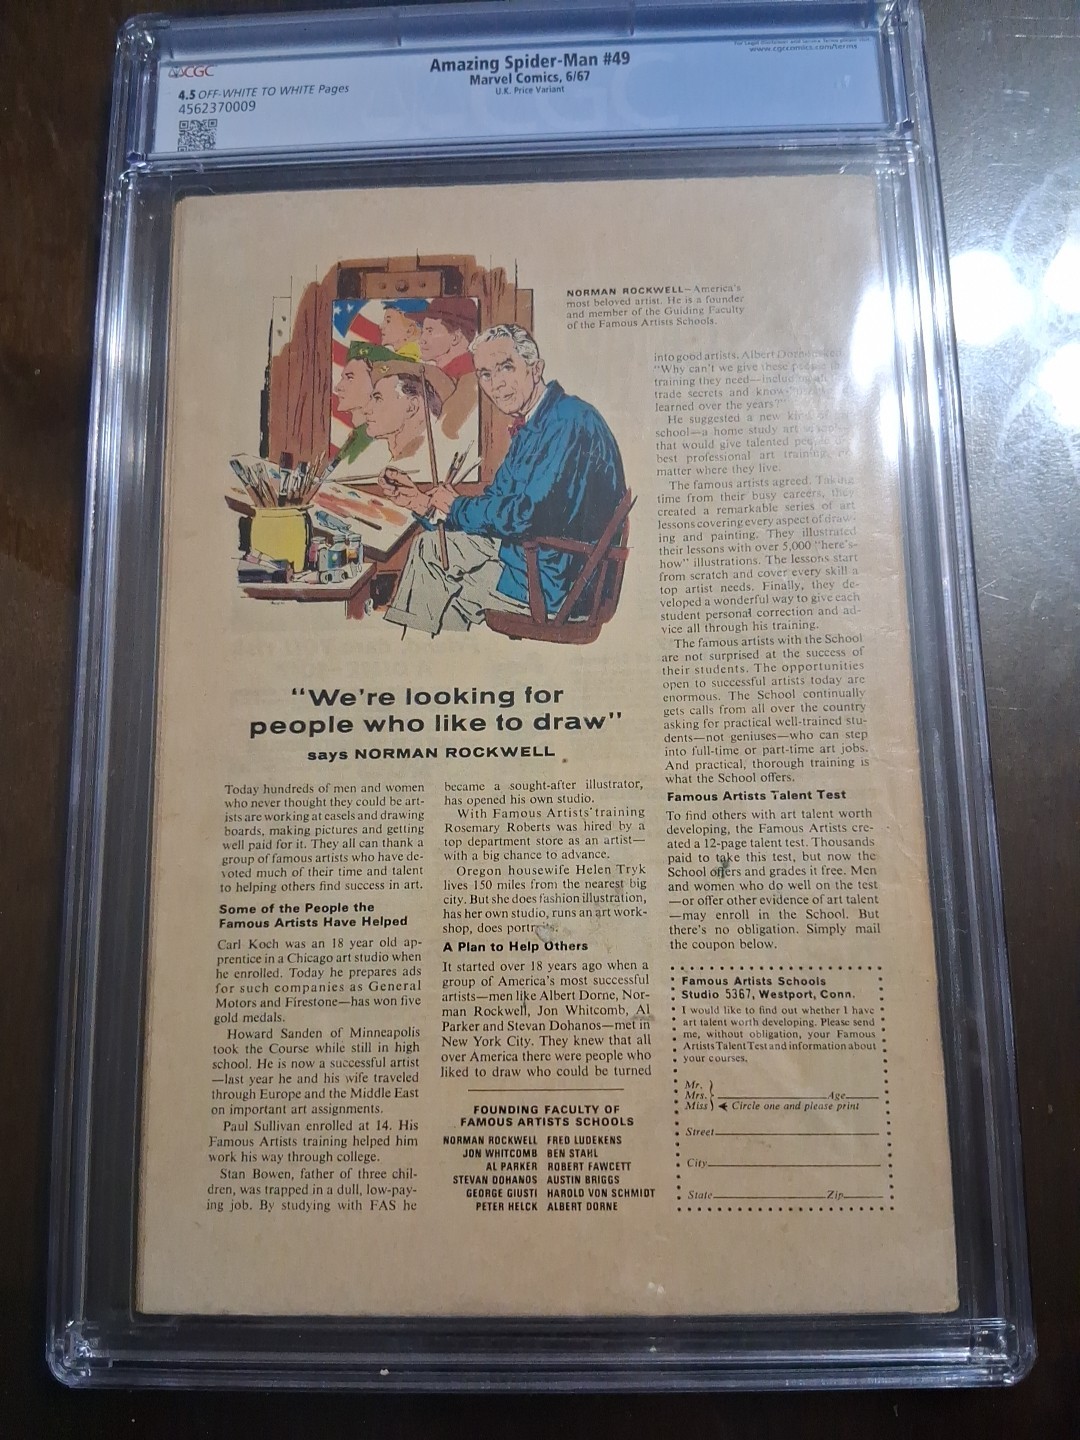 CGC
4.5 OFF-WHITE TO WHITE Pages
4562370009
Amazing Spider-Man #49
Marvel Comics, 6/67
U.K. Price Variant
www.cgccomics.com/terms
NORMAN ROCKWELL—America's
most beloved artist. He is a founder
and member of the Guiding Faculty
of the Famous Artists Schools.
"We're looking for
people who like to draw"
says NORMAN ROCKWELL
Today hundreds of men and women
who never thought they could be art-
ists are working at easels and drawing
boards, making pictures and getting
well paid for it. They all can thank a
group of famous artists who have de-
voted much of their time and talent
to helping others find success in art.
Some of the People the
Famous Artists Have Helped
Carl Koch was an 18 year old ap-
prentice in a Chicago art studio when
he enrolled. Today he prepares ads
for such companies as General
Motors and Firestone—has won five
gold medals.
Howard Sanden of Minneapolis
took the Course while still in high
school. He is now a successful artist
—last year he and his wife traveled
through Europe and the Middle East
on important art assignments.
Paul Sullivan enrolled at 14. His
Famous Artists training helped him
work his way through college.
Stan Bowen, father of three chil-
dren, was trapped in a dull, low-pay-
ing job. By studying with FAS he
became a sought-after illustrator,
has opened his own studio.
With Famous Artists' training
Rosemary Roberts was hired by a
top department store as an artist—
with a big chance to advance.
Oregon housewife Helen Tryk
lives 150 miles from the nearest big
city. But she does fashion illustration,
has her own studio, runs an art work-
shop, does portraits.
A Plan to Help Others
It started over 18 years ago when a
group of America's most successful
artists—men like Albert Dorne, Nor-
man Rockwell, Jon Whitcomb, Al
Parker and Stevan Dohanos—met in
New York City. They knew that all
over America there were people who
liked to draw who could be turned
FOUNDING FACULTY OF
FAMOUS ARTISTS SCHOOLS
NORMAN ROCKWELL FRED LUDEKENS
JON WHITCOMB BEN STAHL
AL PARKER ROBERT FAWCETT
STEVAN DOHANOS AUSTIN BRIGGS
GEORGE GIUSTI HAROLD VON SCHMIDT
PETER HELCK ALBERT DORNE
into good artists. Albert Dorne asked
"Why can't we give these people the
training they need—including all
trade secrets and know-
learned over the years?"
He suggested a new kind of
school—a home study art school—
that would give talented people
best professional art training, no
matter where they live.
The famous artists agreed. Taking
time from their busy careers, they
created a remarkable series of art
lessons covering every aspect of draw-
ing and painting. They illustrated
their lessons with over 5,000 "here's-
how" illustrations. The lessons start
from scratch and cover every skill a
top artist needs. Finally, they de-
veloped a wonderful way to give each
student personal correction and ad-
vice all through his training.
The famous artists with the School
are not surprised at the success of
their students. The opportunities
open to successful artists today are
enormous. The School continually
gets calls from all over the country
asking for practical well-trained stu-
dents—not geniuses—who can step
into full-time or part-time art jobs.
And practical, thorough training is
what the School offers.
Famous Artists Talent Test
To find others with art talent worth
developing, the Famous Artists cre-
ated a 12-page talent test. Thousands
paid to take this test, but now the
School offers and grades it free. Men
and women who do well on the test
—or offer other evidence of art talent
—may enroll in the School. But
there's no obligation. Simply mail
the coupon below.
Famous Artists Schools
Studio 5367, Westport, Conn.
I would like to find out whether I have
art talent worth developing. Please send
me, without obligation, your Famous
Artists Talent Test and information about
your courses.
Mr.
Mrs. Age
Miss Circle one and please print
Street
City
State Zip